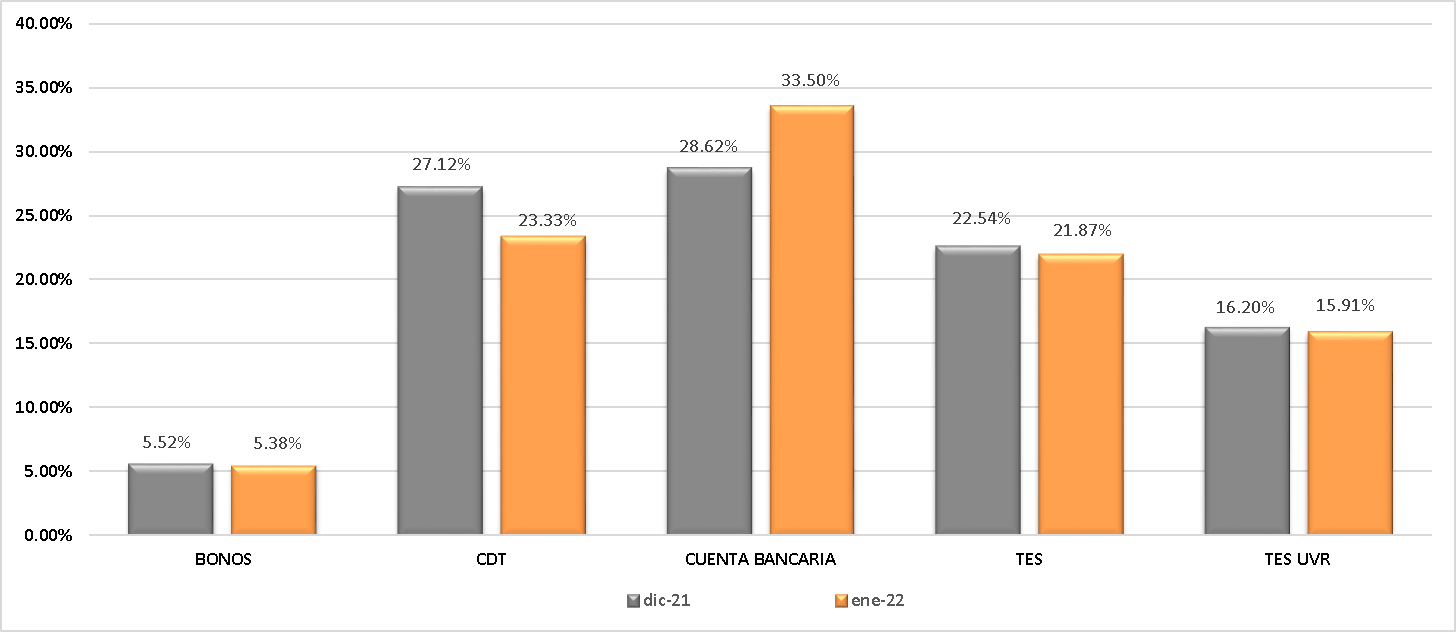 40.00%
35.00%
30.00%
25.00%
20.00%
15.00%
10.00%
5.00%
0.00%
5.52%
5.38%
27.12%
23.33%
28.62%
33.50%
22.54%
21.87%
16.20%
15.91%
BONOS
CDT
CUENTA BANCARIA
TES
TES UVR
dic-21
ene-22